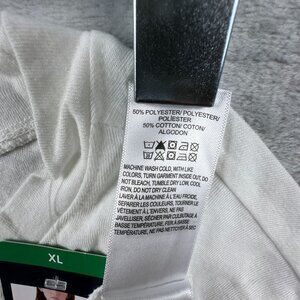 50% POLYESTER/ POLYESTER/
POLIÉSTER
50% COTTON/ COTON/
ALGODON
MACHINE WASH COLD, WITH LIKE
COLORS, TURN GARMENT INSIDE OUT, DO
NOT BLEACH, TUMBLE DRY LOW, COOL
IRON, DO NOT DRY CLEAN
LAVER À LA MACHINE À L'EAU FROIDE,
SÉPARER LES COULEURS, TOURNER LE
VÊTEMENT À L'ENVERS, NE PAS
JAVELLISER, SÉCHER PAR CULBUTAGE À
BASSE TEMPÉRATURE, FER À BASSE
TEMPÉRATURE, NE PAS NETTOYER À SEC
XL